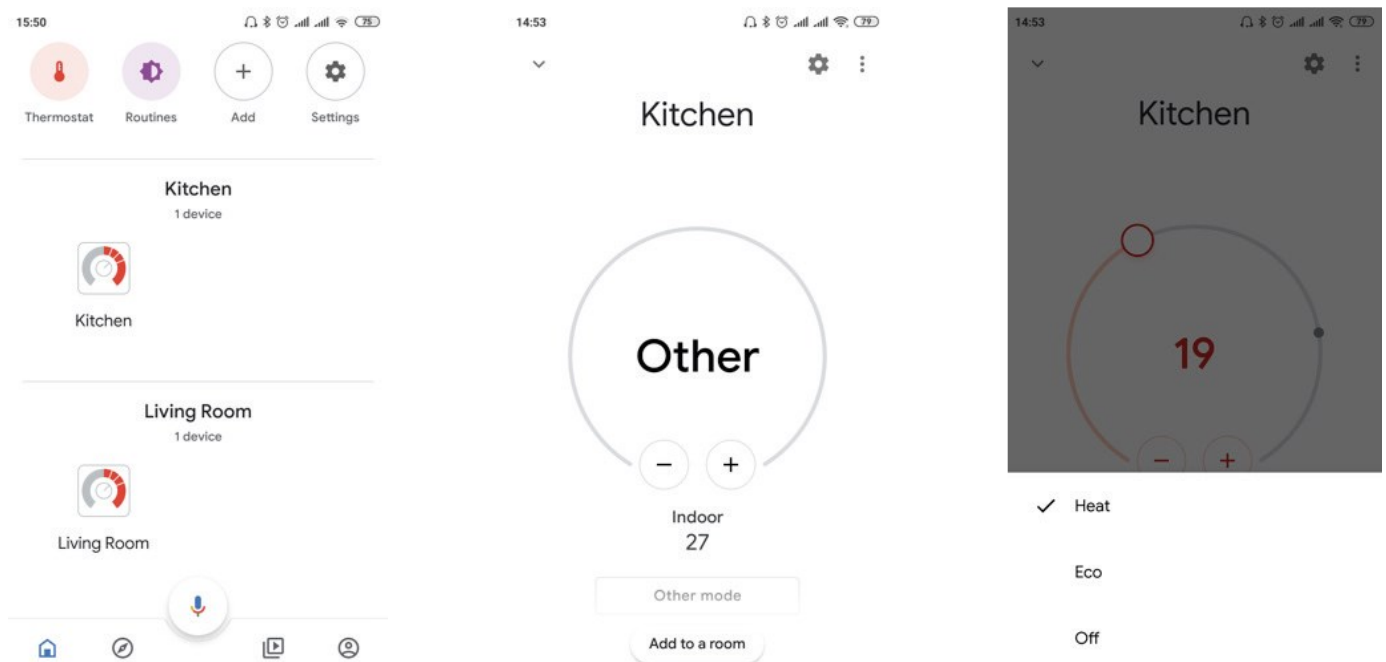 15:50
75
Thermostat
Routines
Add
Settings
Kitchen
1 device
Kitchen
Living Room
1 device
Living Room
14:53
79
Kitchen
Other
Indoor
27
Other mode
Add to a room
14:53
79
Kitchen
19
Heat
Eco
Off